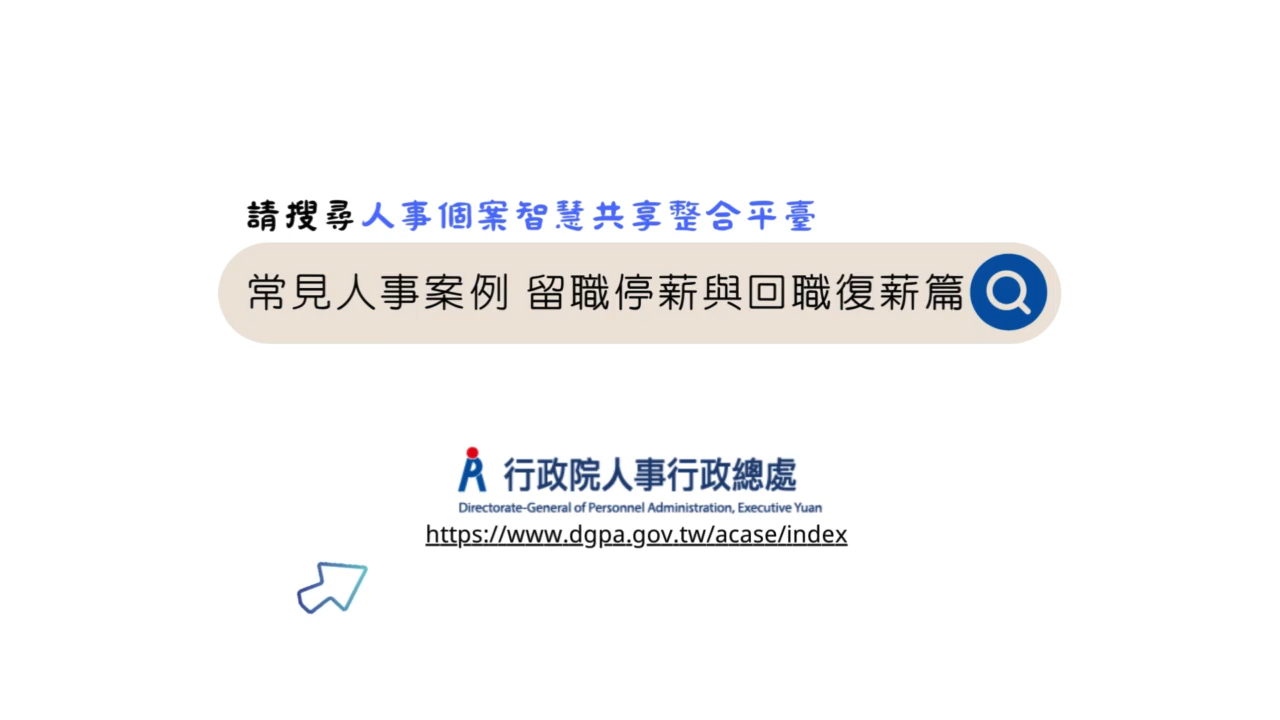 請搜尋人事個案智慧共享整合平臺
常見人事案例 留職停薪與回職復薪篇
行政院人事行政總處
Directorate-General of Personnel Administration, Executive Yuan
https://www.dgpa.gov.tw/acase/index